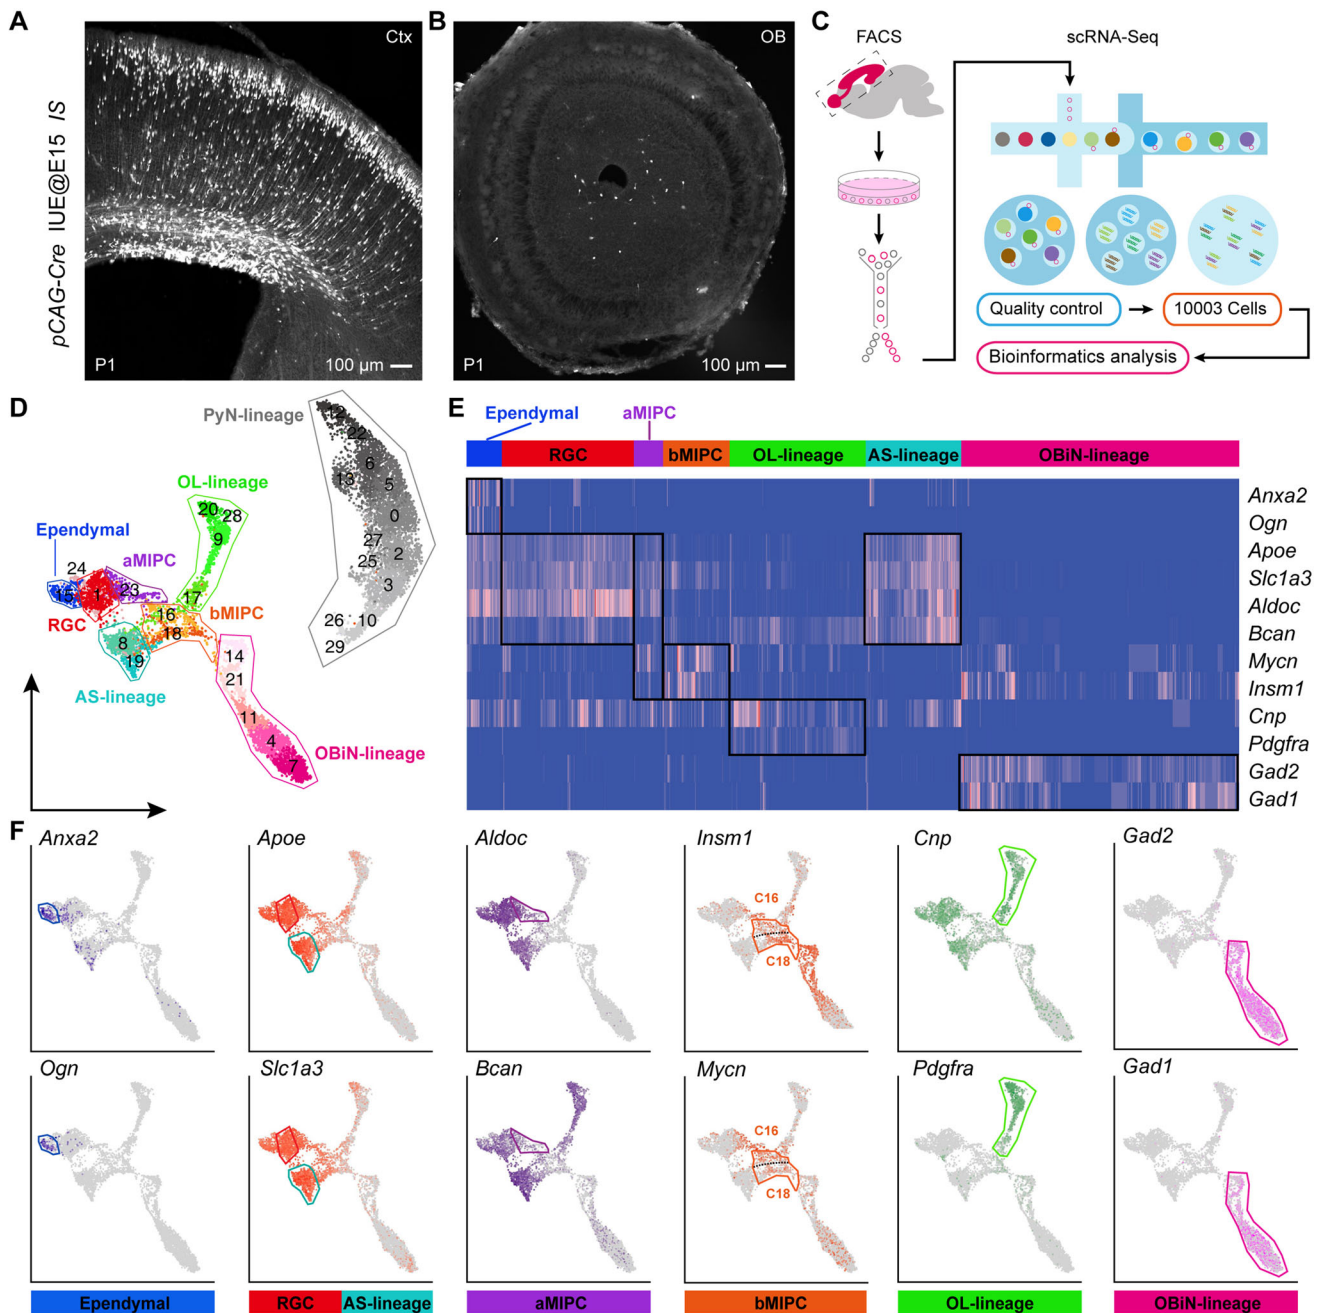 A
Ctx
pCAG-Cre IUE@E15 IS
P1
100 µm
B
OB
P1
100 µm
C
FACS
scRNA-Seq
Quality control
10003 Cells
Bioinformatics analysis
D
PyN-lineage
12
22
6
13
5
0
27
2
25
3
26
10
29
OL-lineage
20
28
9
Ependymal
24
aMIPC
15
1
23
17
RGC
16
bMIPC
18
8
19
14
AS-lineage
21
11
4
OBiN-lineage
7
E
Ependymal
aMIPC
RGC
bMIPC
OL-lineage
AS-lineage
OBiN-lineage
Anxa2
Ogn
Apoe
Slc1a3
Aldoc
Bcan
Mycn
Insm1
Cnp
Pdgfra
Gad2
Gad1
F
Anxa2
Apoe
Aldoc
Insm1
C16
C18
Cnp
Gad2
Ogn
Slc1a3
Bcan
Mycn
C16
C18
Pdgfra
Gad1
Ependymal
RGC
AS-lineage
aMIPC
bMIPC
OL-lineage
OBiN-lineage